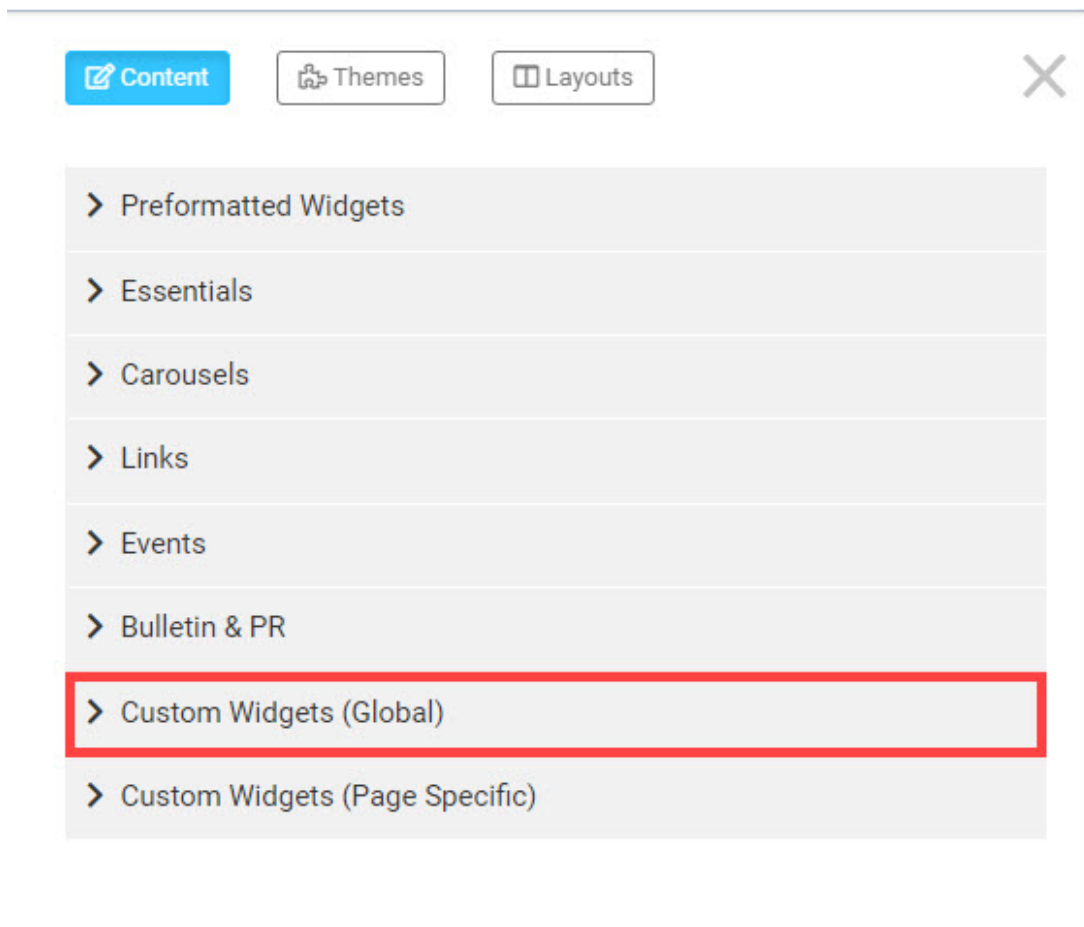 Content Themes Layouts
Preformatted Widgets
Essentials
Carousels
Links
Events
Bulletin & PR
Custom Widgets (Global)
Custom Widgets (Page Specific)